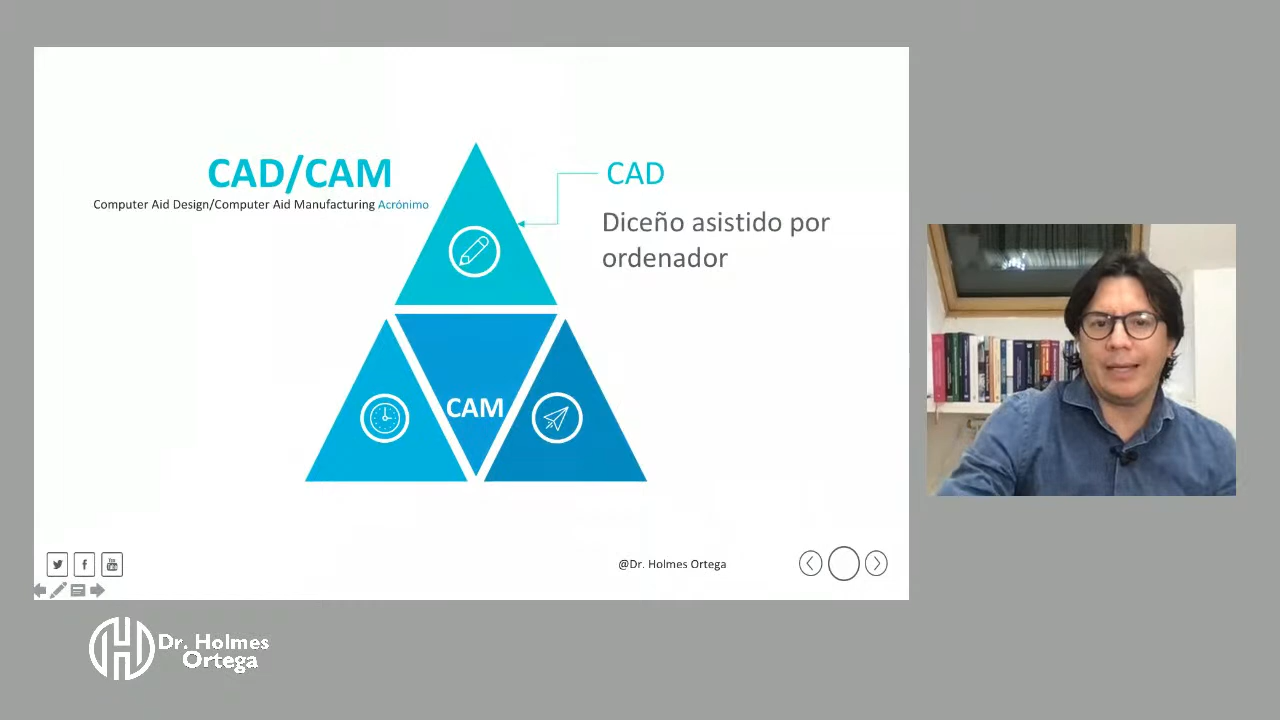 CAD/CAM
Computer Aid Design/Computer Aid Manufacturing Acrónimo
CAD
Diceño asistido por
ordenador
CAM
@Dr. Holmes Ortega
Dr. Holmes
Ortega